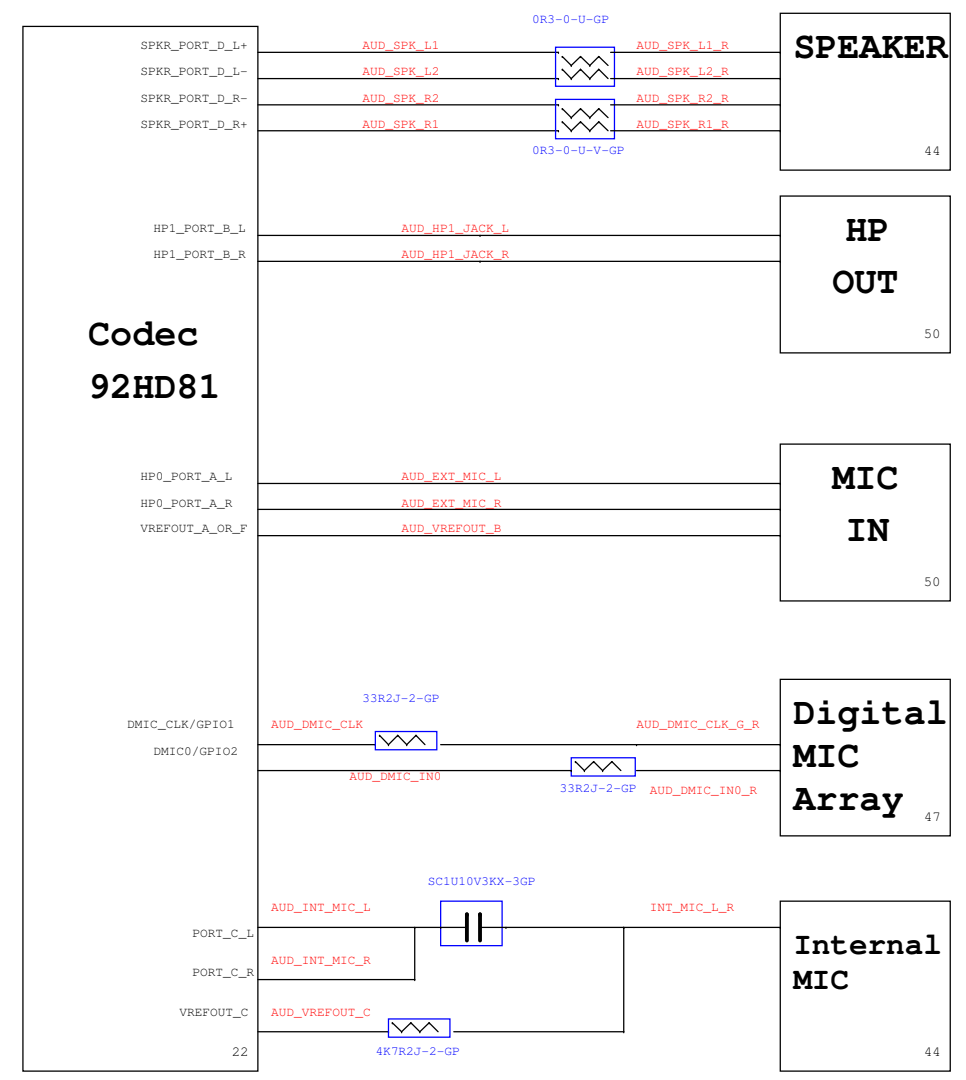 0R3-0-U-GP
SPKR_PORT_D_L+ AUD_SPK_L1 AUD_SPK_L1_R SPEAKER
SPKR_PORT_D_L- AUD_SPK_L2 AUD_SPK_L2_R
SPKR_PORT_D_R- AUD_SPK_R2 AUD_SPK_R2_R
SPKR_PORT_D_R+ AUD_SPK_R1 AUD_SPK_R1_R
0R3-0-U-V-GP 44
HP1_PORT_B_L AUD_HP1_JACK_L HP
HP1_PORT_B_R AUD_HP1_JACK_R
OUT
Codec 50
92HD81
HP0_PORT_A_L AUD_EXT_MIC_L MIC
HP0_PORT_A_R AUD_EXT_MIC_R
VREFOUT_A_OR_F AUD_VREFOUT_B IN
50
33R2J-2-GP
DMIC_CLK/GPIO1 AUD_DMIC_CLK AUD_DMIC_CLK_G_R Digital
DMIC0/GPIO2 MIC
AUD_DMIC_IN0 33R2J-2-GP AUD_DMIC_IN0_R Array
47
SC1U10V3KX-3GP
AUD_INT_MIC_L INT_MIC_L_R
PORT_C_L Internal
AUD_INT_MIC_R
PORT_C_R MIC
VREFOUT_C AUD_VREFOUT_C
22 4K7R2J-2-GP 44